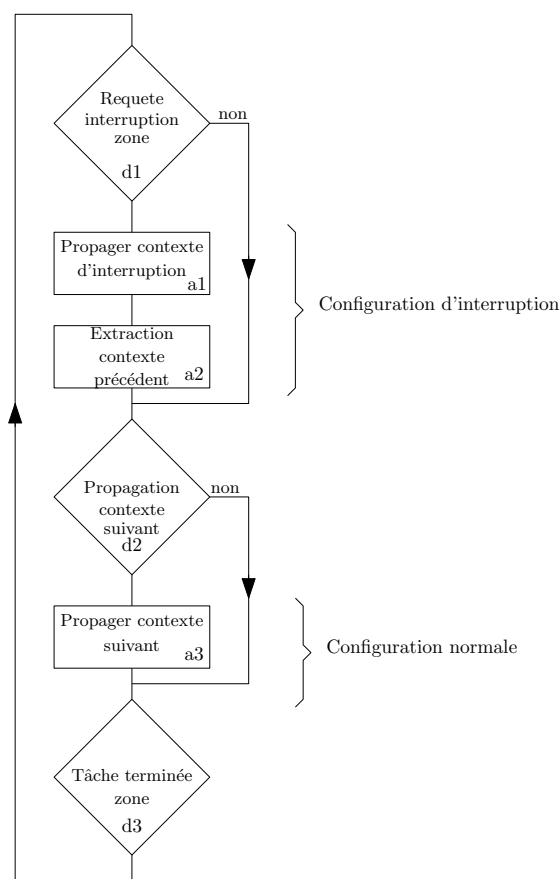 Requete
interruption
zone
d1
non
Propager contexte
d'interruption
a1
Extraction
contexte
précédent
a2
Configuration d'interruption
Propagation
contexte
suivant
d2
non
Propager contexte
suivant
a3
Configuration normale
Tâche terminée
zone
d3